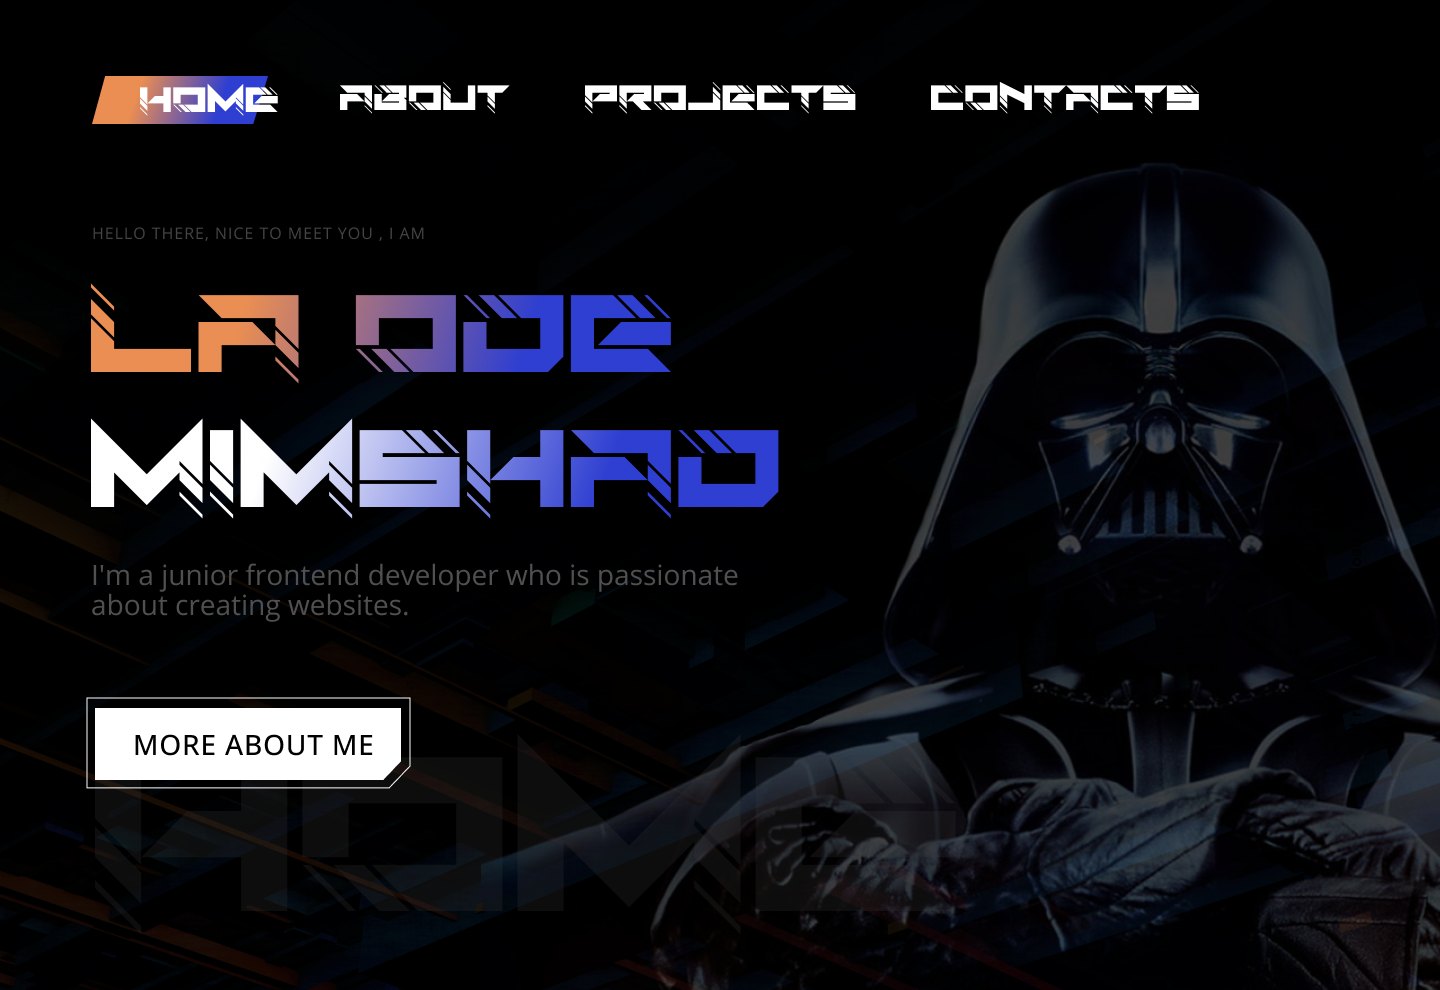 HOME ABOUT PROJECTS CONTACTS
HELLO THERE, NICE TO MEET YOU , I AM
LA ODE
MIMSHAD
I'm a junior frontend developer who is passionate
about creating websites.
MORE ABOUT ME
HOME